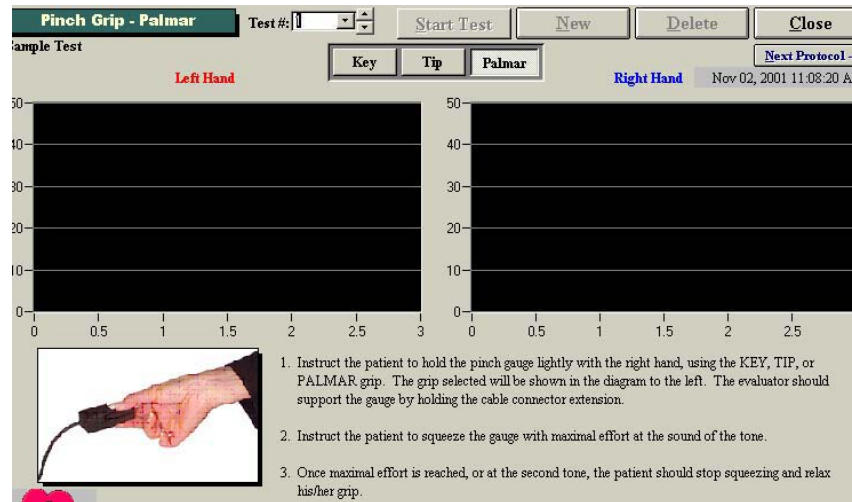 Pinch Grip - Palmar
Test #: 1
Start Test
New
Delete
Close
ample Test
Key
Tip
Palmar
Next Protocol -
Left Hand
Right Hand
Nov 02, 2001 11:08:20 A
50
40
30
20
10
0
0 0.5 1 1.5 2 2.5 3
50
40
30
20
10
0
0 0.5 1 1.5 2 2.5
1. Instruct the patient to hold the pinch gauge lightly with the right hand, using the KEY, TIP, or
PALMAR grip. The grip selected will be shown in the diagram to the left. The evaluator should
support the gauge by holding the cable connector extension.
2. Instruct the patient to squeeze the gauge with maximal effort at the sound of the tone.
3. Once maximal effort is reached, or at the second tone, the patient should stop squeezing and relax
his/her grip.